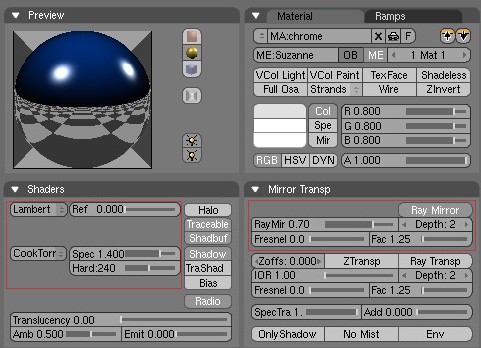 Preview
Material Ramps
MA:chrome F
ME:Suzanne OB ME 1 Mat 1
VCol Light VCol Paint TexFace Shadeless
Full Osa Strands Wire ZInvert
Col R 0.800
Spe G 0.800
Mir B 0.800
RGB HSV DYN A 1.000
Shaders
Lambert Ref 0.000 Halo
Traceable
Shadbuf
CookTorr Spec 1.400 Shadow
Hard:240 TraShad
Bias
Radio
Translucency 0.00
Amb 0.500 Emit 0.000
Mirror Transp
Ray Mirror
RayMir 0.70 Depth: 2
Fresnel 0.0 Fac 1.25
Zoffs: 0.000 ZTransp Ray Transp
IOR 1.00 Depth: 2
Fresnel 0.0 Fac 1.25
SpecTra 1. Add 0.000
OnlyShadow No Mist Env